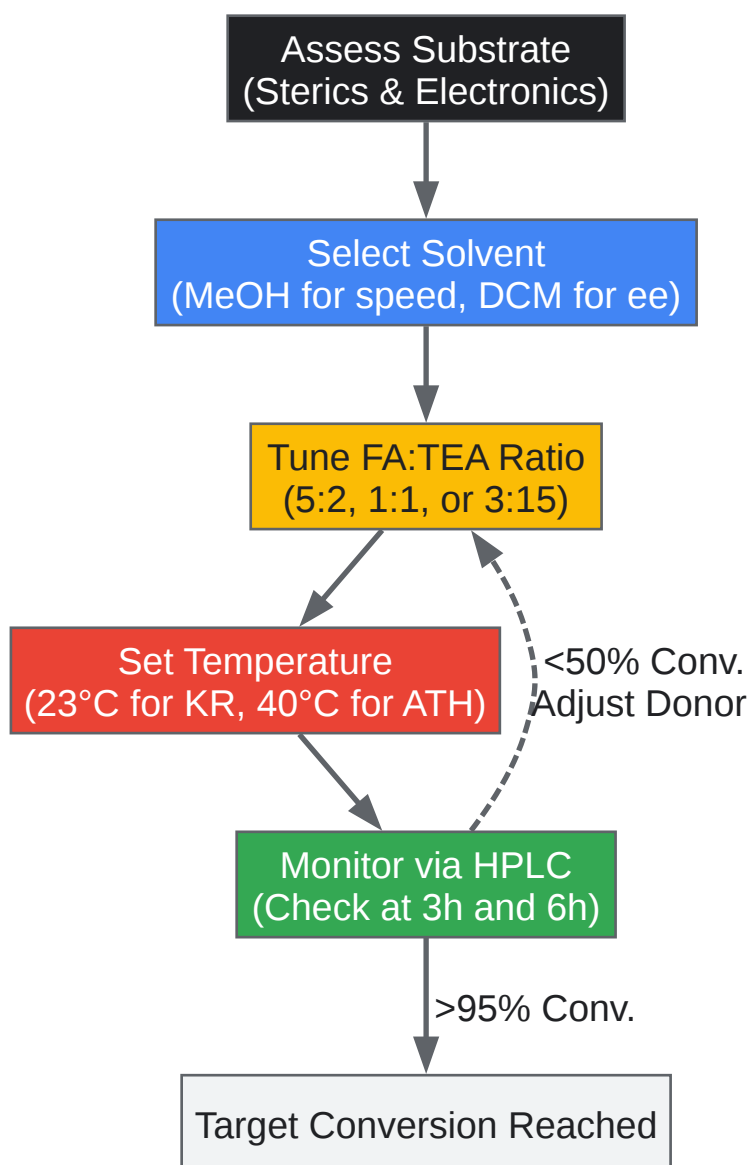 Assess Substrate
(Sterics & Electronics)
Select Solvent
(MeOH for speed, DCM for ee)
Tune FA:TEA Ratio
(5:2, 1:1, or 3:15)
Set Temperature
(23°C for KR, 40°C for ATH)
<50% Conv.
Adjust Donor
Monitor via HPLC
(Check at 3h and 6h)
>95% Conv.
Target Conversion Reached